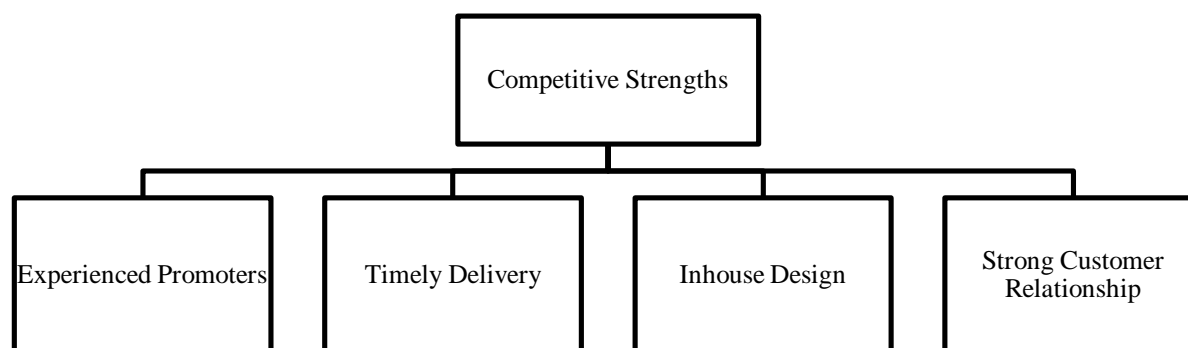 Competitive Strengths
Experienced Promoters
Timely Delivery
Inhouse Design
Strong Customer
Relationship